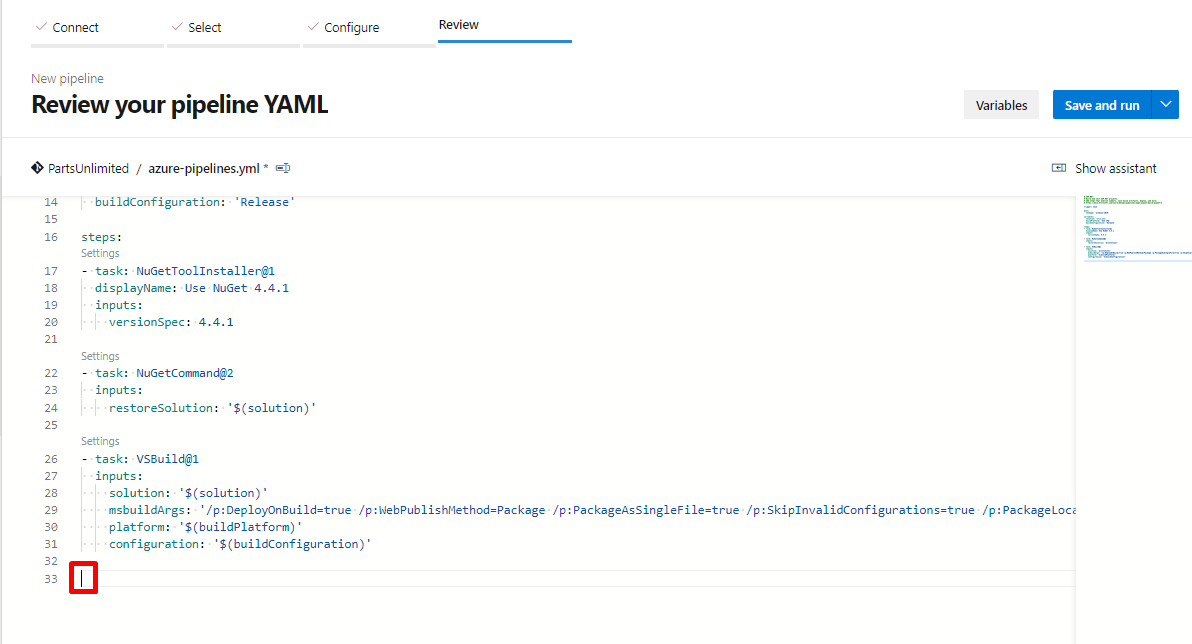 Connect Select Configure Review
New pipeline
Review your pipeline YAML
Variables Save and run
PartsUnlimited / azure-pipelines.yml * Show assistant
14 buildConfiguration: 'Release'
15
16 steps:
Settings
17 - task: NuGetToolInstaller@1
18 displayName: Use NuGet 4.4.1
19 inputs:
20 versionSpec: 4.4.1
21
Settings
22 - task: NuGetCommand@2
23 inputs:
24 restoreSolution: '$(solution)'
25
Settings
26 - task: VSBuild@1
27 inputs:
28 solution: '$(solution)'
29 msbuildArgs: '/p:DeployOnBuild=true /p:WebPublishMethod=Package /p:PackageAsSingleFile=true /p:SkipInvalidConfigurations=true /p:PackageLoca
30 platform: '$(buildPlatform)'
31 configuration: '$(buildConfiguration)'
32
33